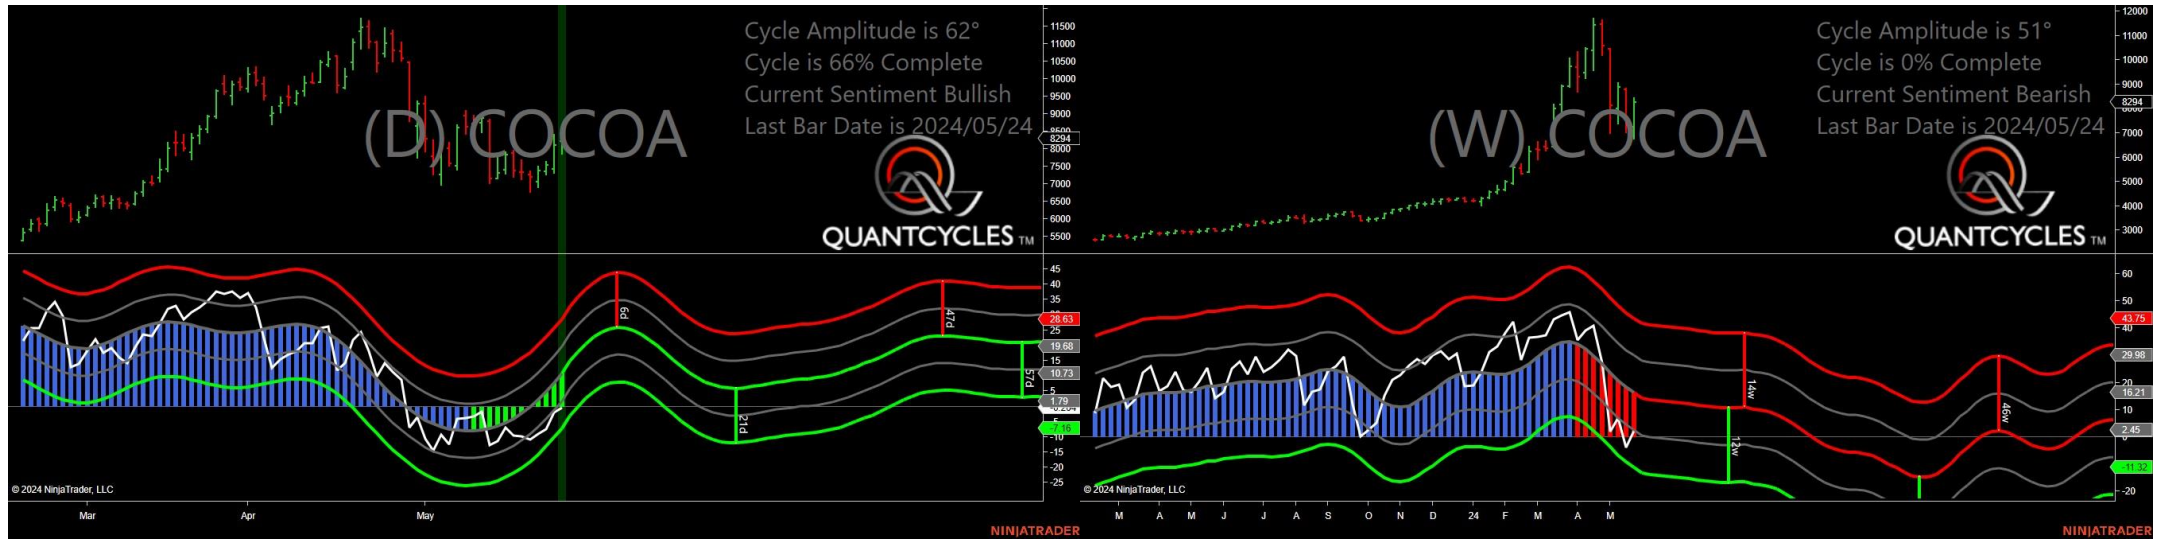 Cycle Amplitude is 62°
Cycle is 66% Complete
Current Sentiment Bullish
Last Bar Date is 2024/05/24
(D) COCOA
QUANTCYCLES TM
11500
11000
10500
10000
9500
9000
8294
8000
7500
7000
6500
6000
5500
45
40
35
28.63
25
19.68
15
10.73
5
1.79
-7.16
-10
-15
-20
-25
6d
21d
47d
57d
© 2024 NinjaTrader, LLC
Mar Apr May
NINJATRADER
Cycle Amplitude is 51°
Cycle is 0% Complete
Current Sentiment Bearish
Last Bar Date is 2024/05/24
(W) COCOA
QUANTCYCLES TM
12000
11000
10000
9000
8294
7000
6000
5000
4000
3000
60
50
43.75
40
29.98
20
16.21
10
2.45
-11.32
-20
14w
12w
46w
© 2024 NinjaTrader, LLC
M A M J J A S O N D 24 F M A M
NINJATRADER